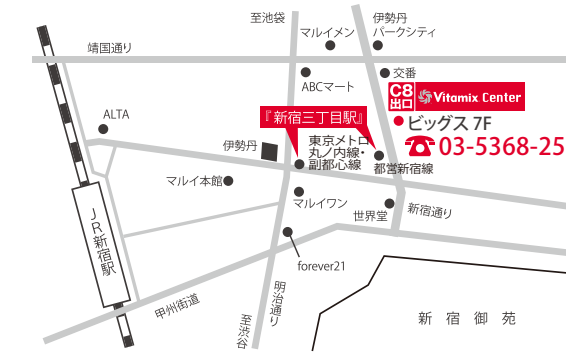 至池袋
マルイメン
伊勢丹
パークシティ
靖国通り
交番
ABCマート
C8
出口
Vitamix Center
ALTA
『新宿三丁目駅』
ビッグス 7F
伊勢丹
東京メトロ
丸ノ内線・
副都心線
☎03-5368-25
都営新宿線
マルイ本館
マルイワン
世界堂
新宿通り
JR新宿駅
forever21
甲州街道
明治通り
至渋谷
新宿御苑